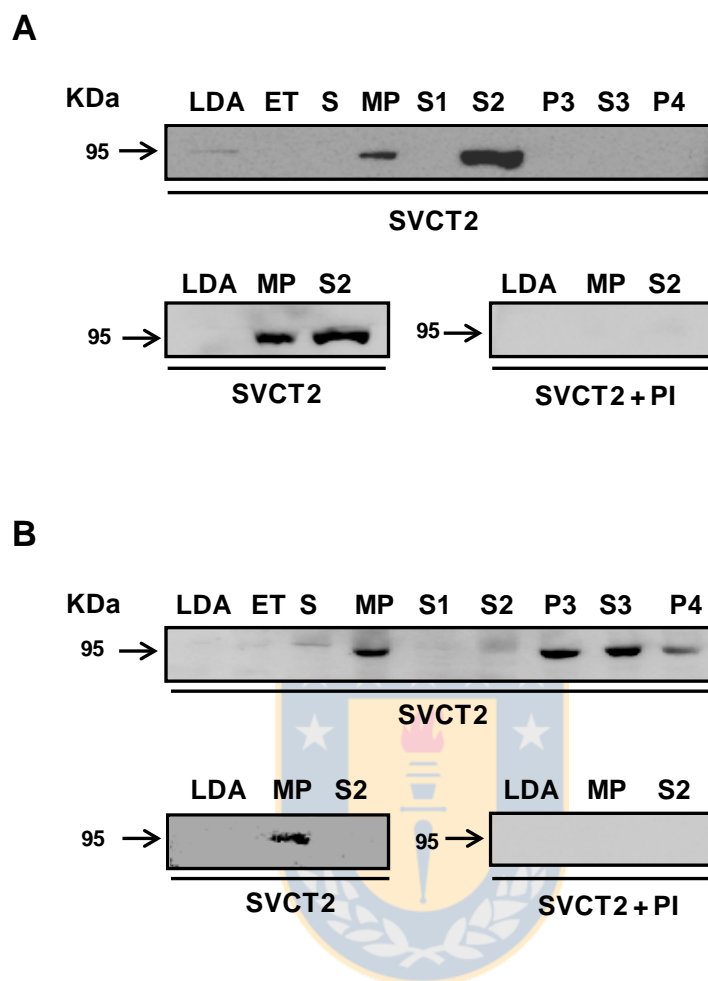 A
KDa LDA ET S MP S1 S2 P3 S3 P4
95
SVCT2
LDA MP S2 LDA MP S2
95 95
SVCT2 SVCT2 + PI
B
KDa LDA ET S MP S1 S2 P3 S3 P4
95
SVCT2
LDA MP S2 LDA MP S2
95 95
SVCT2 SVCT2 + PI